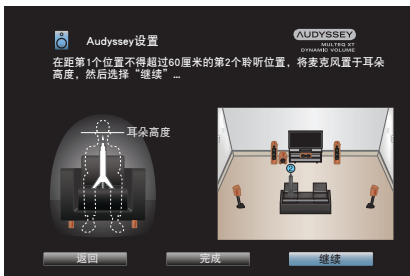 Audyssey设置
AUDYSSEY
MULTEQ XT
DYNAMIC VOLUME
在距第1个位置不得超过60厘米的第2个聆听位置，将麦克风置于耳朵
高度，然后选择“继续”...
耳朵高度
2
返回
完成
继续